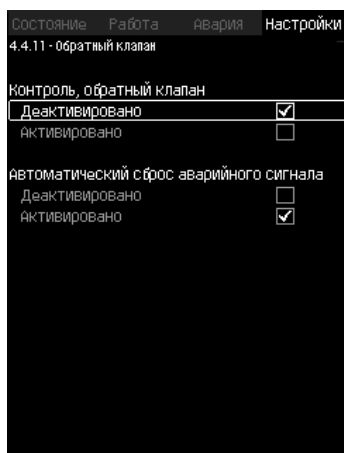 Состояние Работа Авария Настройки
4.4.11 - Обратный клапан
Контроль, обратный клапан
Деактивировано
Активировано
Автоматический сброс аварийного сигнала
Деактивировано
Активировано